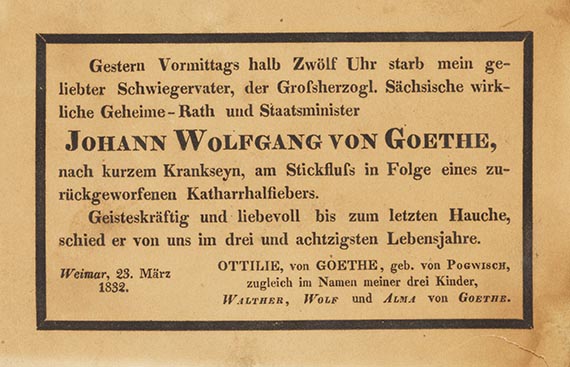 Gestern Vormittags halb Zwölf Uhr starb mein ge-
liebter Schwiegervater, der Groſsherzogl. Sächsische wirk-
liche Geheime-Rath und Staatsminister
JOHANN WOLFGANG VON GOETHE,
nach kurzem Krankseyn, am Stickfluſs in Folge eines zu-
rückgeworfenen Katharrhalfiebers.
Geisteskräftig und liebevoll bis zum letzten Hauche,
schied er von uns im drei und achtzigsten Lebensjahre.
Weimar, 23. März
1832.
OTTILIE, von GOETHE, geb. von POGWISCH,
zugleich im Namen meiner drei Kinder,
WALTHER, WOLF und ALMA von GOETHE.